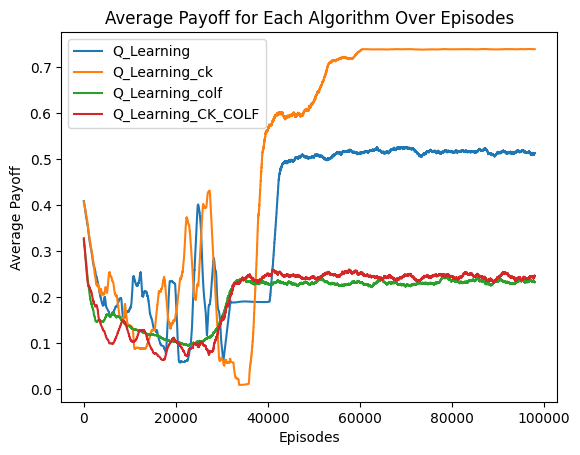 Average Payoff for Each Algorithm Over Episodes
Q_Learning
Q_Learning_ck
Q_Learning_colf
Q_Learning_CK_COLF
Average Payoff
0.7
0.6
0.5
0.4
0.3
0.2
0.1
0.0
0 20000 40000 60000 80000 100000
Episodes